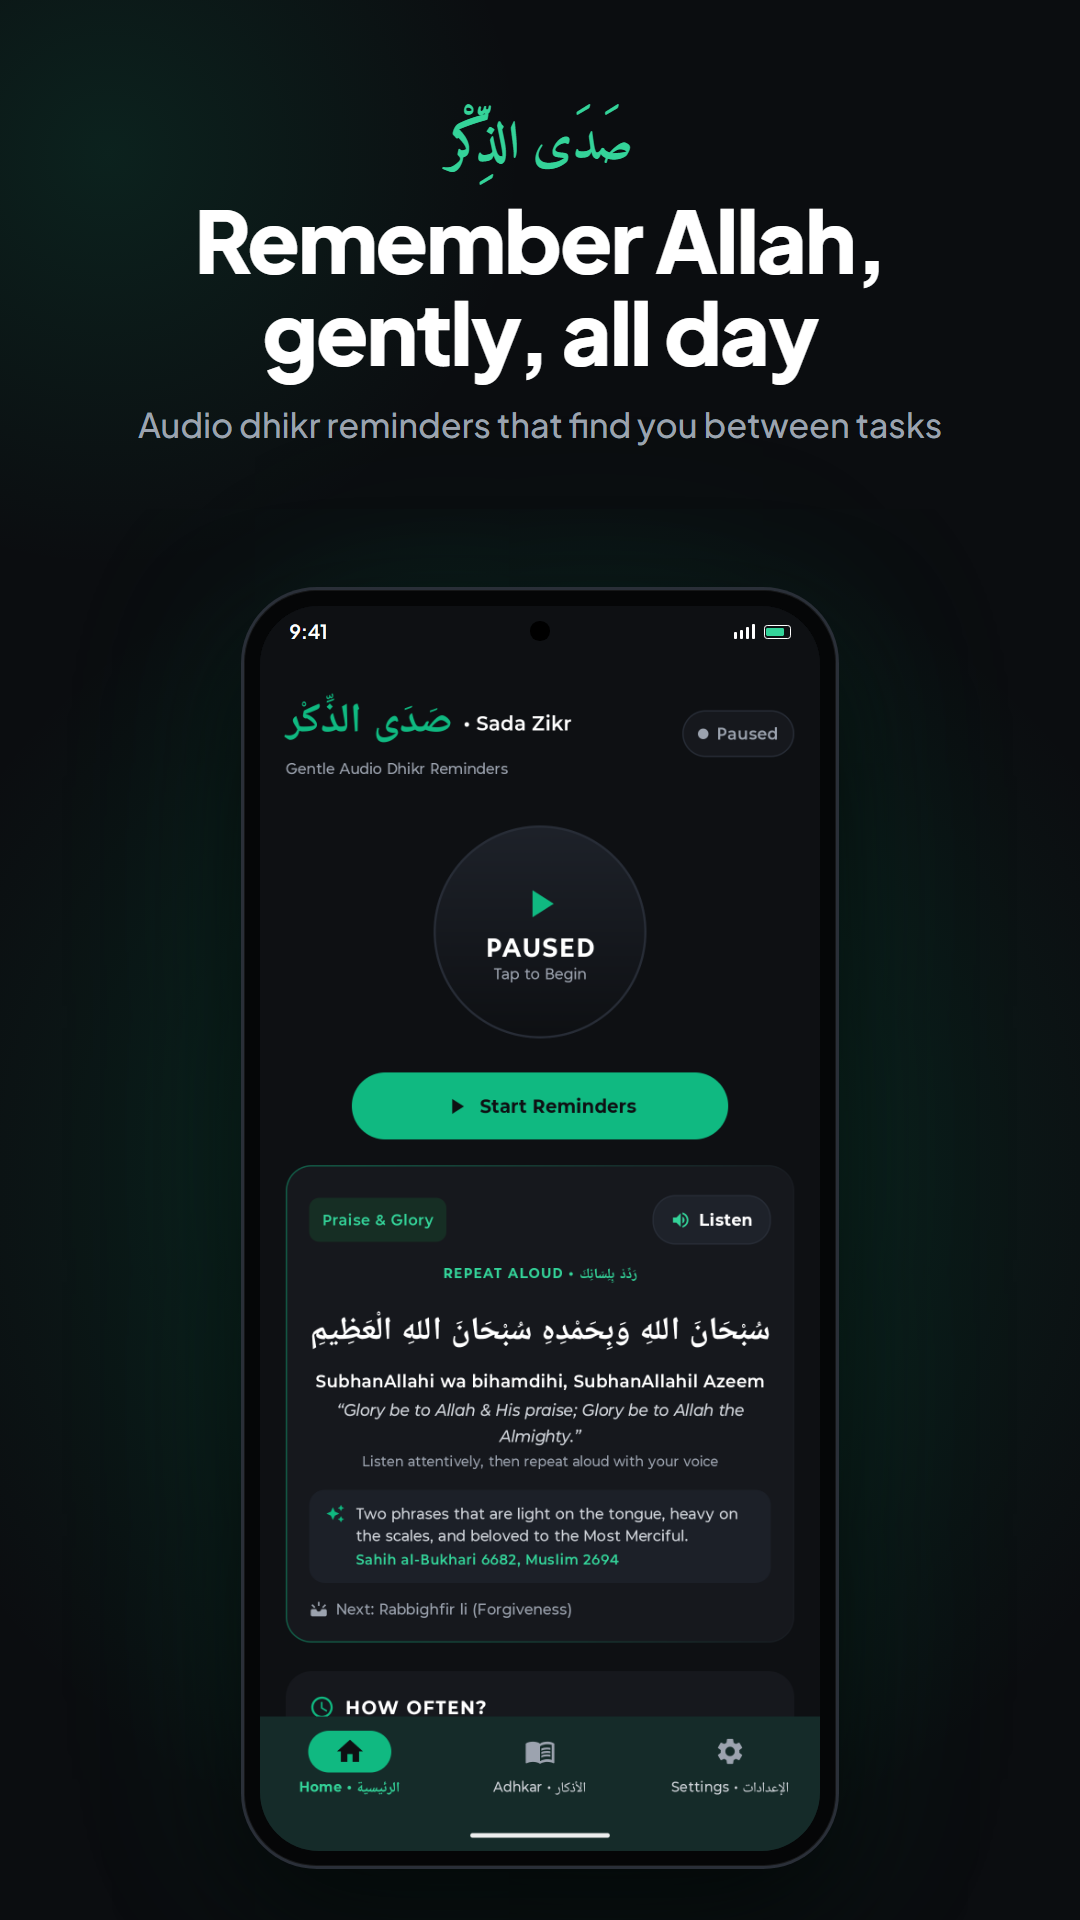 صَدَى الذِّكْر
Remember Allah,
gently, all day
Audio dhikr reminders that find you between tasks
9:41
صَدَى الذِّكْر • Sada Zikr
Paused
Gentle Audio Dhikr Reminders
PAUSED
Tap to Begin
Start Reminders
Praise & Glory
Listen
REPEAT ALOUD • رَدِّدْ بِلِسَانِكَ
سُبْحَانَ اللهِ وَبِحَمْدِهِ سُبْحَانَ اللهِ الْعَظِيمِ
SubhanAllahi wa bihamdihi, SubhanAllahil Azeem
“Glory be to Allah & His praise; Glory be to Allah the
Almighty.”
Listen attentively, then repeat aloud with your voice
Two phrases that are light on the tongue, heavy on
the scales, and beloved to the Most Merciful.
Sahih al-Bukhari 6682, Muslim 2694
Next: Rabbighfir li (Forgiveness)
HOW OFTEN?
Home • الرئيسية
Adhkar • الأذكار
Settings • الإعدادات